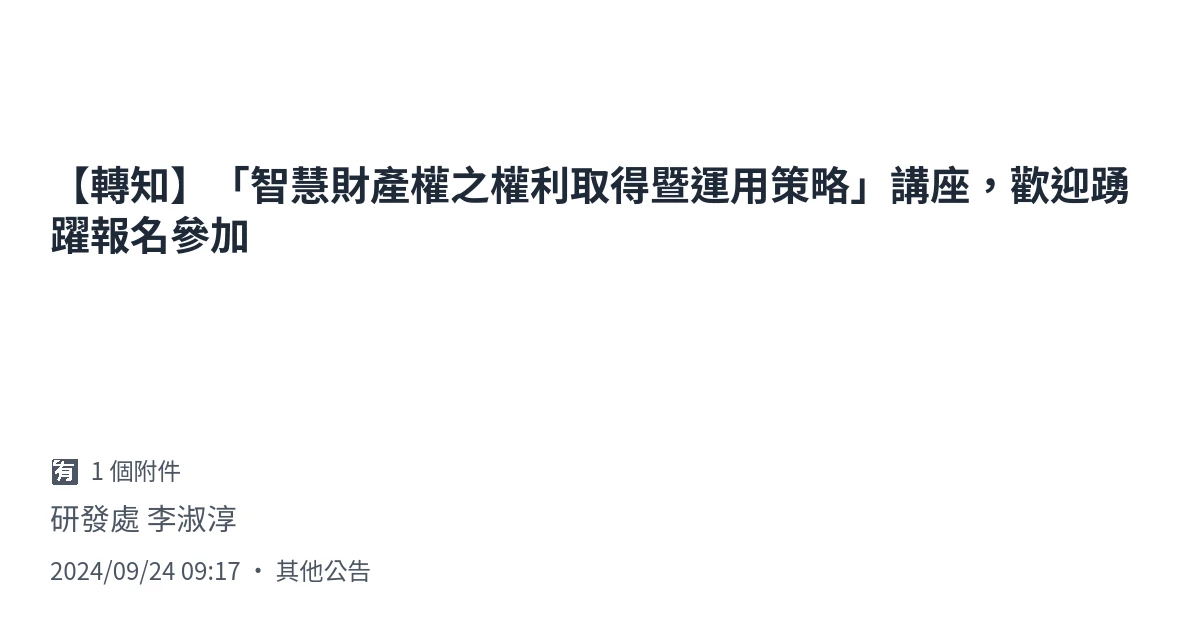 【轉知】「智慧財產權之權利取得暨運用策略」講座，歡迎踴
躍報名參加
🈶 1 個附件
研發處 李淑淳
2024/09/24 09:17 · 其他公告